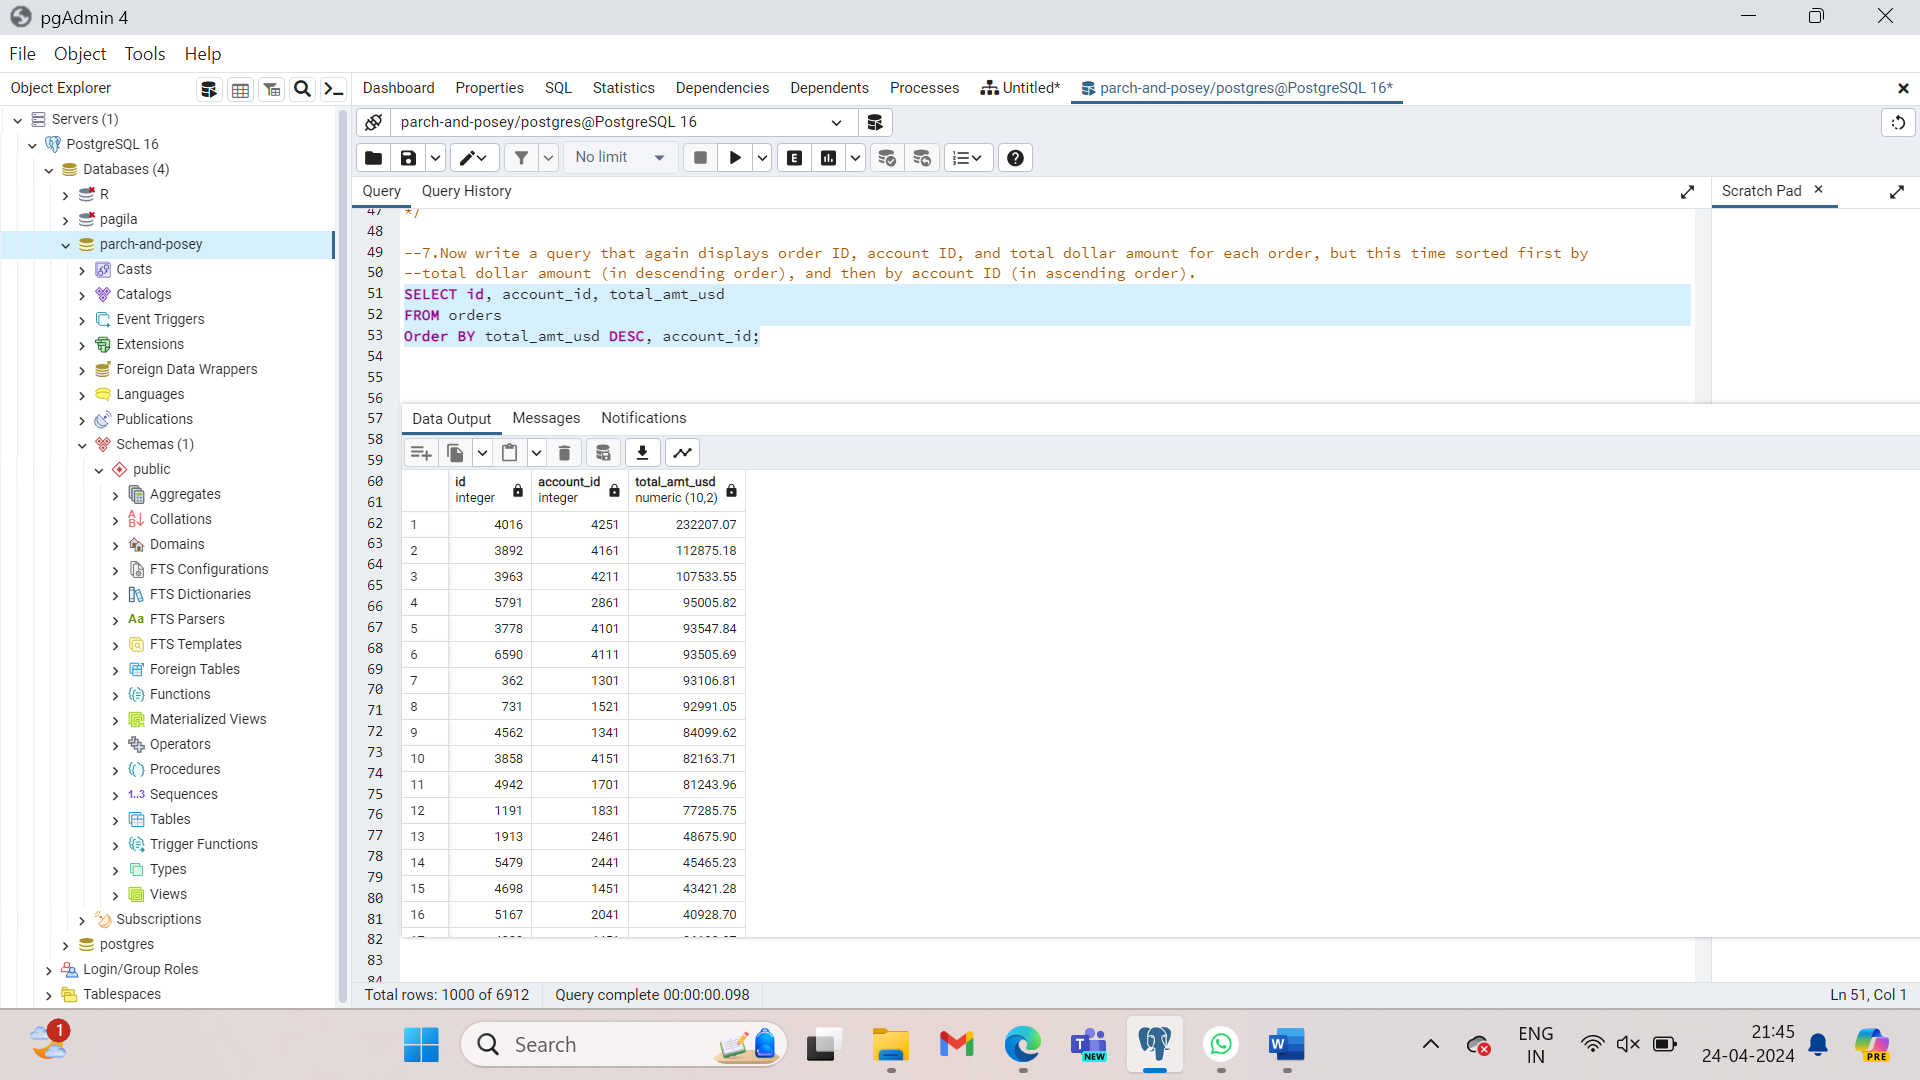 pgAdmin 4
File Object Tools Help
Object Explorer
Dashboard Properties SQL Statistics Dependencies Dependents Processes Untitled* parch-and-posey/postgres@PostgreSQL 16*
Servers (1)
PostgreSQL 16
Databases (4)
R
pagila
parch-and-posey
Casts
Catalogs
Event Triggers
Extensions
Foreign Data Wrappers
Languages
Publications
Schemas (1)
public
Aggregates
Collations
Domains
FTS Configurations
FTS Dictionaries
Aa FTS Parsers
FTS Templates
Foreign Tables
Functions
Materialized Views
Operators
Procedures
1..3 Sequences
Tables
Trigger Functions
Types
Views
Subscriptions
postgres
Login/Group Roles
Tablespaces
parch-and-posey/postgres@PostgreSQL 16
No limit E
Query Query History
Scratch Pad
47 */
48
49 --7.Now write a query that again displays order ID, account ID, and total dollar amount for each order, but this time sorted first by
50 --total dollar amount (in descending order), and then by account ID (in ascending order).
51 SELECT id, account_id, total_amt_usd
52 FROM orders
53 Order BY total_amt_usd DESC, account_id;
54
55
56
57
58
59
60
61
62
63
64
65
66
67
68
69
70
71
72
73
74
75
76
77
78
79
80
81
82
83
84
Data Output Messages Notifications
id account_id total_amt_usd
integer integer numeric (10,2)
1 4016 4251 232207.07
2 3892 4161 112875.18
3 3963 4211 107533.55
4 5791 2861 95005.82
5 3778 4101 93547.84
6 6590 4111 93505.69
7 362 1301 93106.81
8 731 1521 92991.05
9 4562 1341 84099.62
10 3858 4151 82163.71
11 4942 1701 81243.96
12 1191 1831 77285.75
13 1913 2461 48675.90
14 5479 2441 45465.23
15 4698 1451 43421.28
16 5167 2041 40928.70
Total rows: 1000 of 6912 Query complete 00:00:00.098 Ln 51, Col 1
1
Search
NEW
ENG
IN
21:45
24-04-2024
PRE